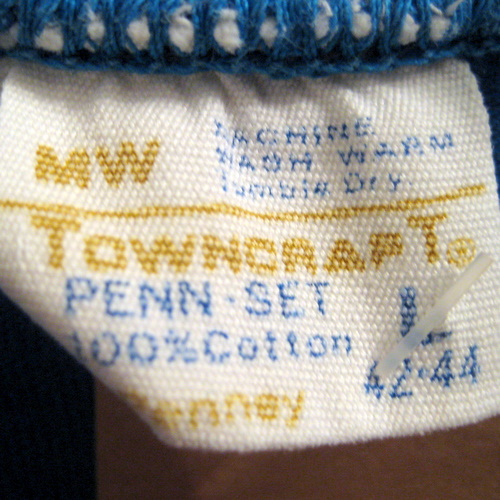 MW
MACHINE
WASH WARM
Tumble Dry.
TOWNCRAFT®
PENN-SET L
100% Cotton 42-44
Penney